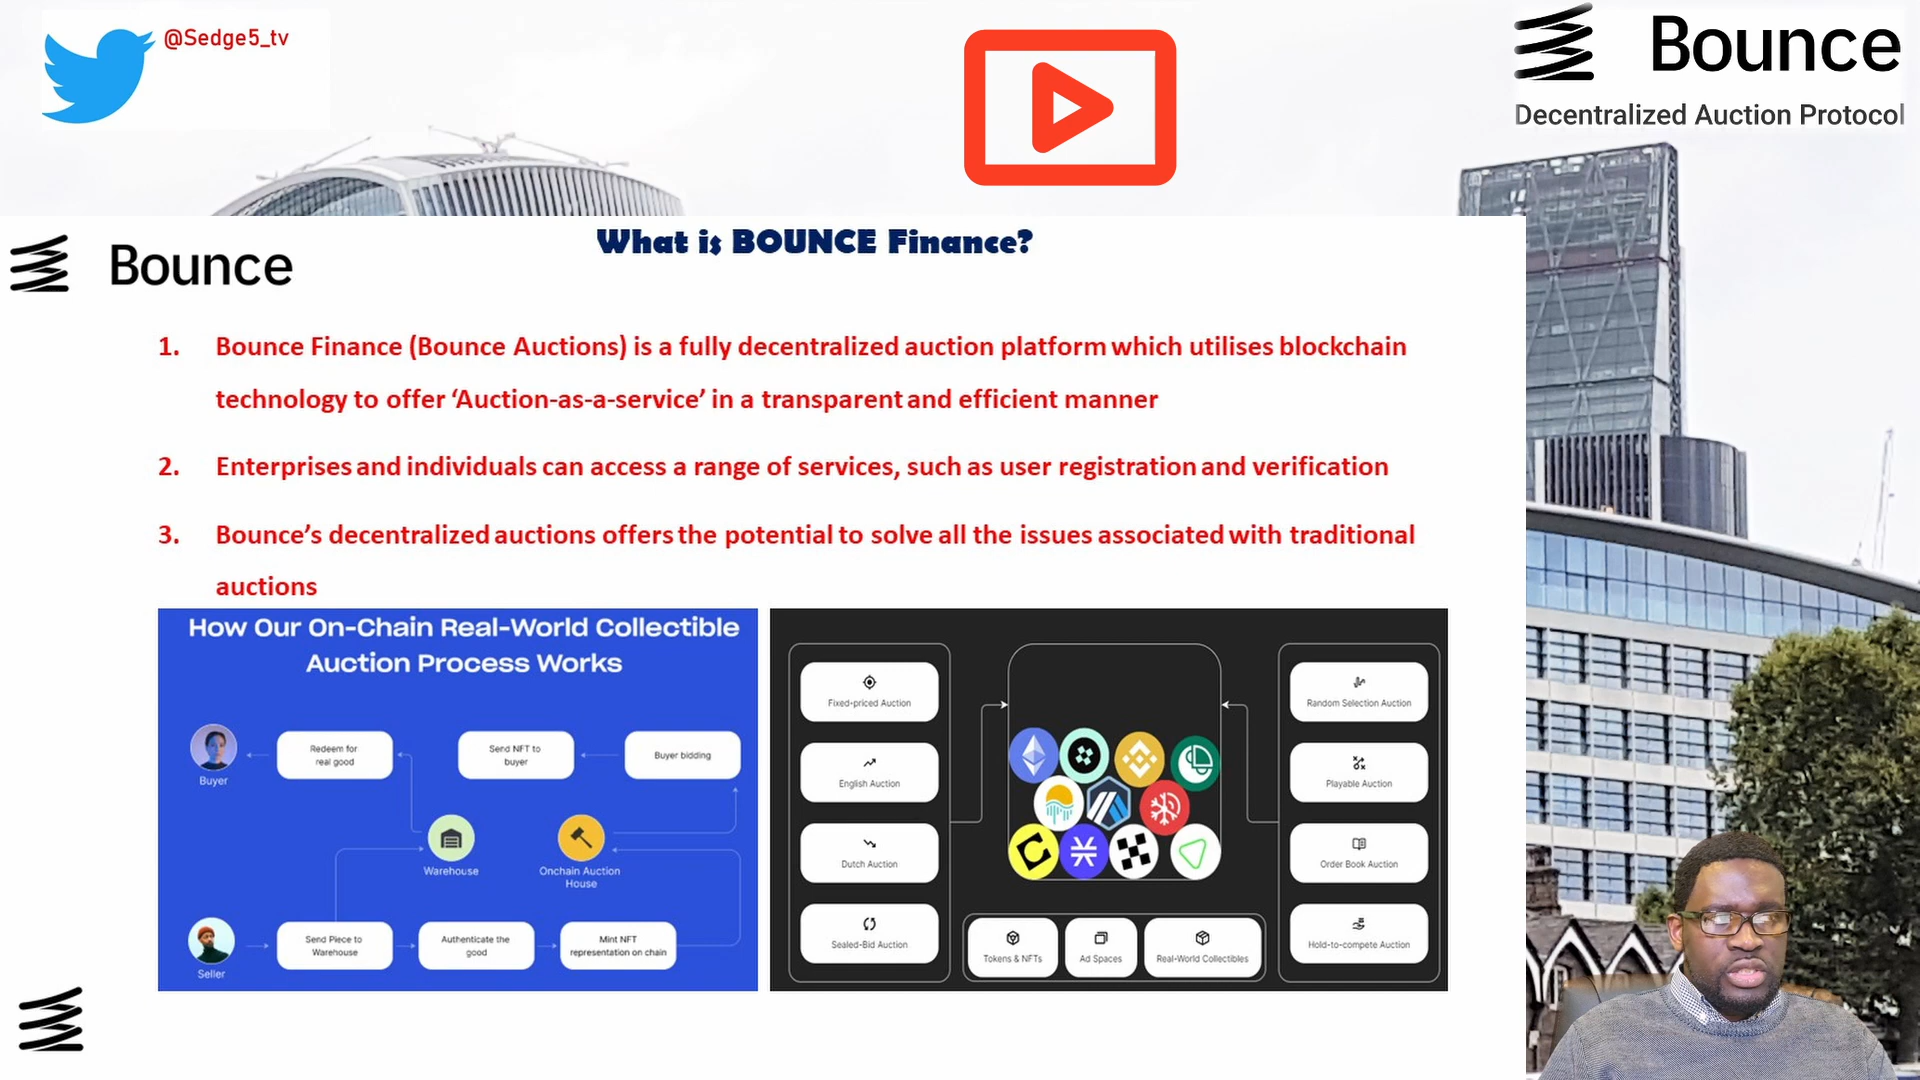 @Sedge5_tv
Bounce
Decentralized Auction Protocol
What is BOUNCE Finance?
Bounce
1. Bounce Finance (Bounce Auctions) is a fully decentralized auction platform which utilises blockchain
technology to offer ‘Auction-as-a-service’ in a transparent and efficient manner
2. Enterprises and individuals can access a range of services, such as user registration and verification
3. Bounce’s decentralized auctions offers the potential to solve all the issues associated with traditional
auctions
How Our On-Chain Real-World Collectible
Auction Process Works
Buyer
Redeem for
real good
Send NFT to
buyer
Buyer bidding
Warehouse
Onchain Auction
House
Seller
Send Piece to
Warehouse
Authenticate the
good
Mint NFT
representation on chain
Fixed-priced Auction
English Auction
Dutch Auction
Sealed-Bid Auction
Tokens & NFTs
Ad Spaces
Real-World Collectibles
Random Selection Auction
Playable Auction
Order Book Auction
Hold-to-compete Auction